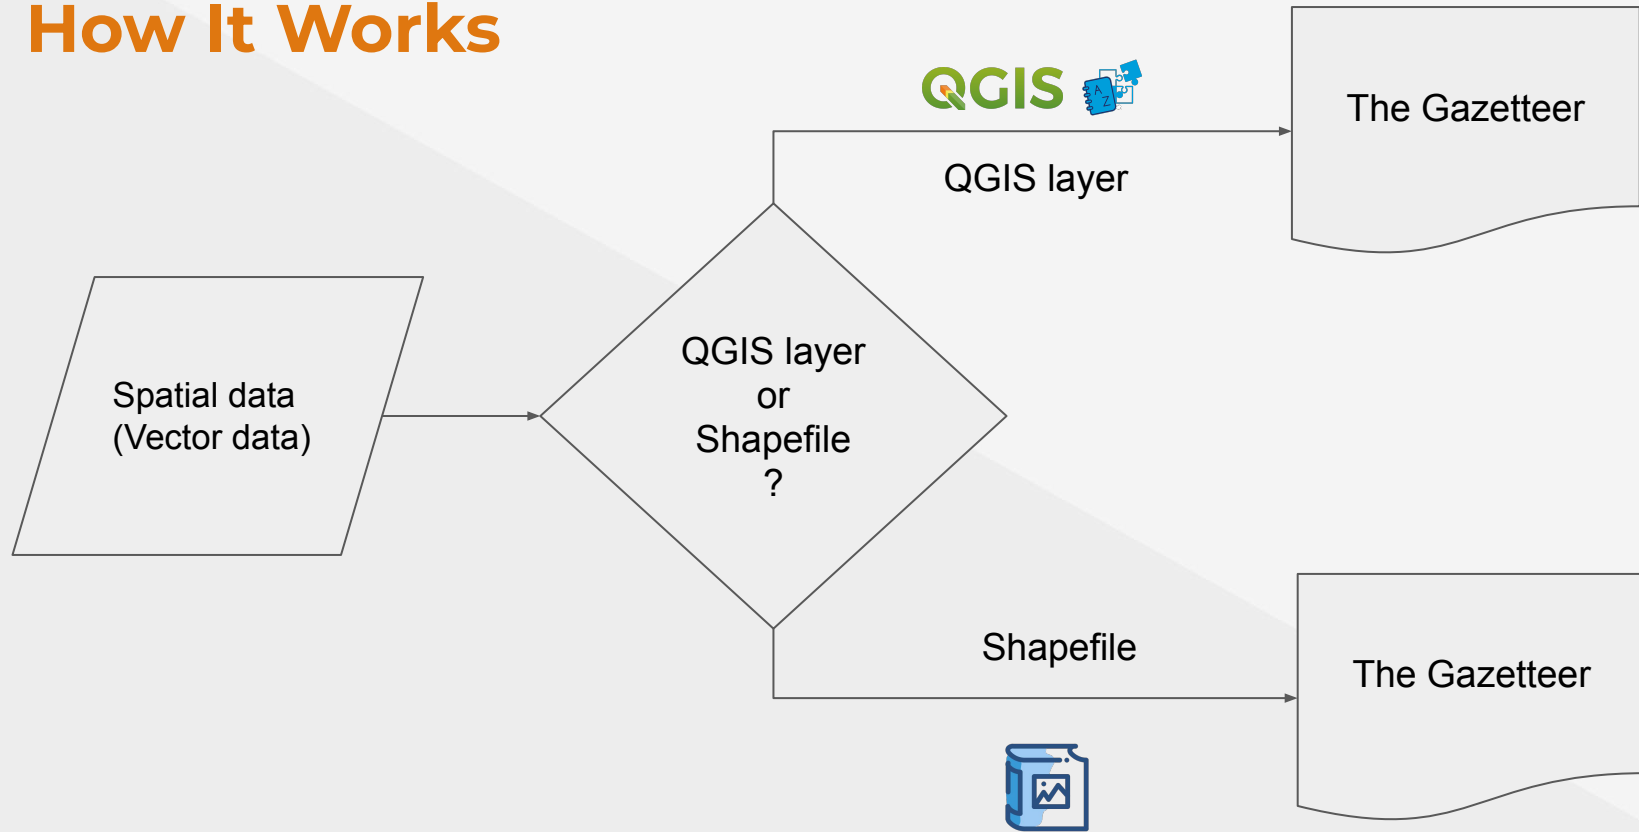 How It Works
QGIS
A
Z
QGIS layer
The Gazetteer
Spatial data
(Vector data)
QGIS layer
or
Shapefile
?
Shapefile
The Gazetteer